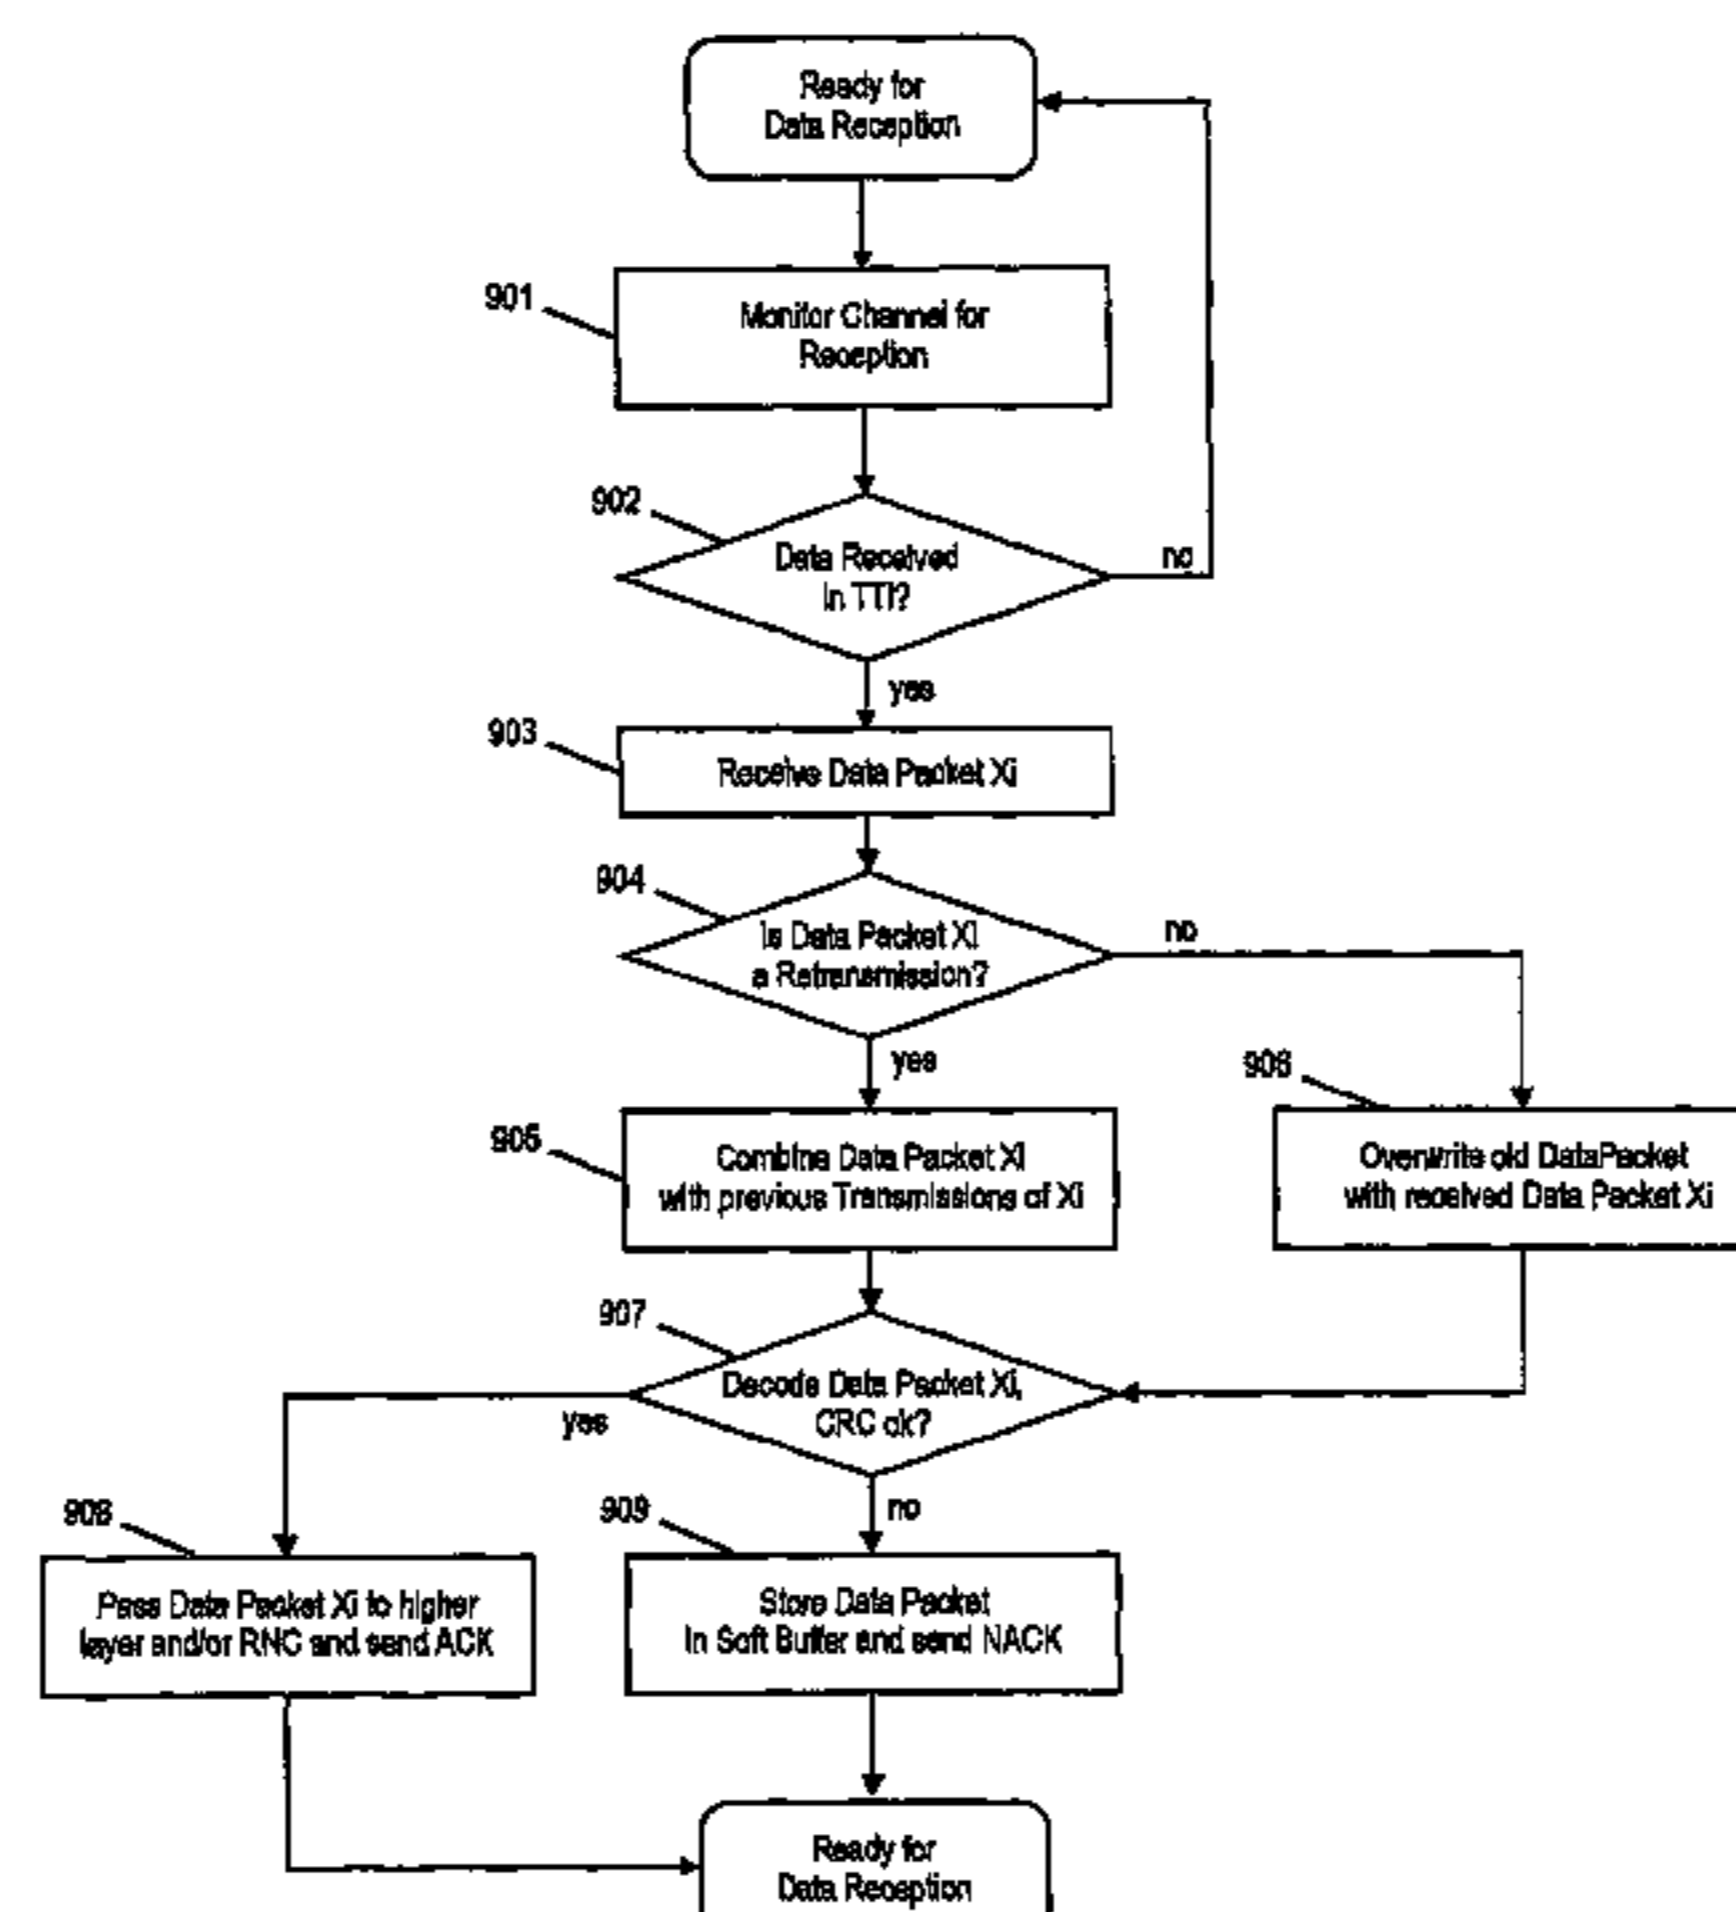 Ready for
Data Reception
901
Monitor Channel for
Reception
902
Data Received
in TTI?
no
yes
903
Receive Data Packet Xi
904
Is Data Packet Xi
a Retransmission?
no
yes
905
Combine Data Packet Xi
with previous Transmissions of Xi
906
Overwrite old DataPacket
with received Data Packet Xi
907
Decode Data Packet Xi,
CRC ok?
yes
no
908
Pass Data Packet Xi to higher
layer and/or RNC and send ACK
909
Store Data Packet
in Soft Buffer and send NACK
Ready for
Data Reception